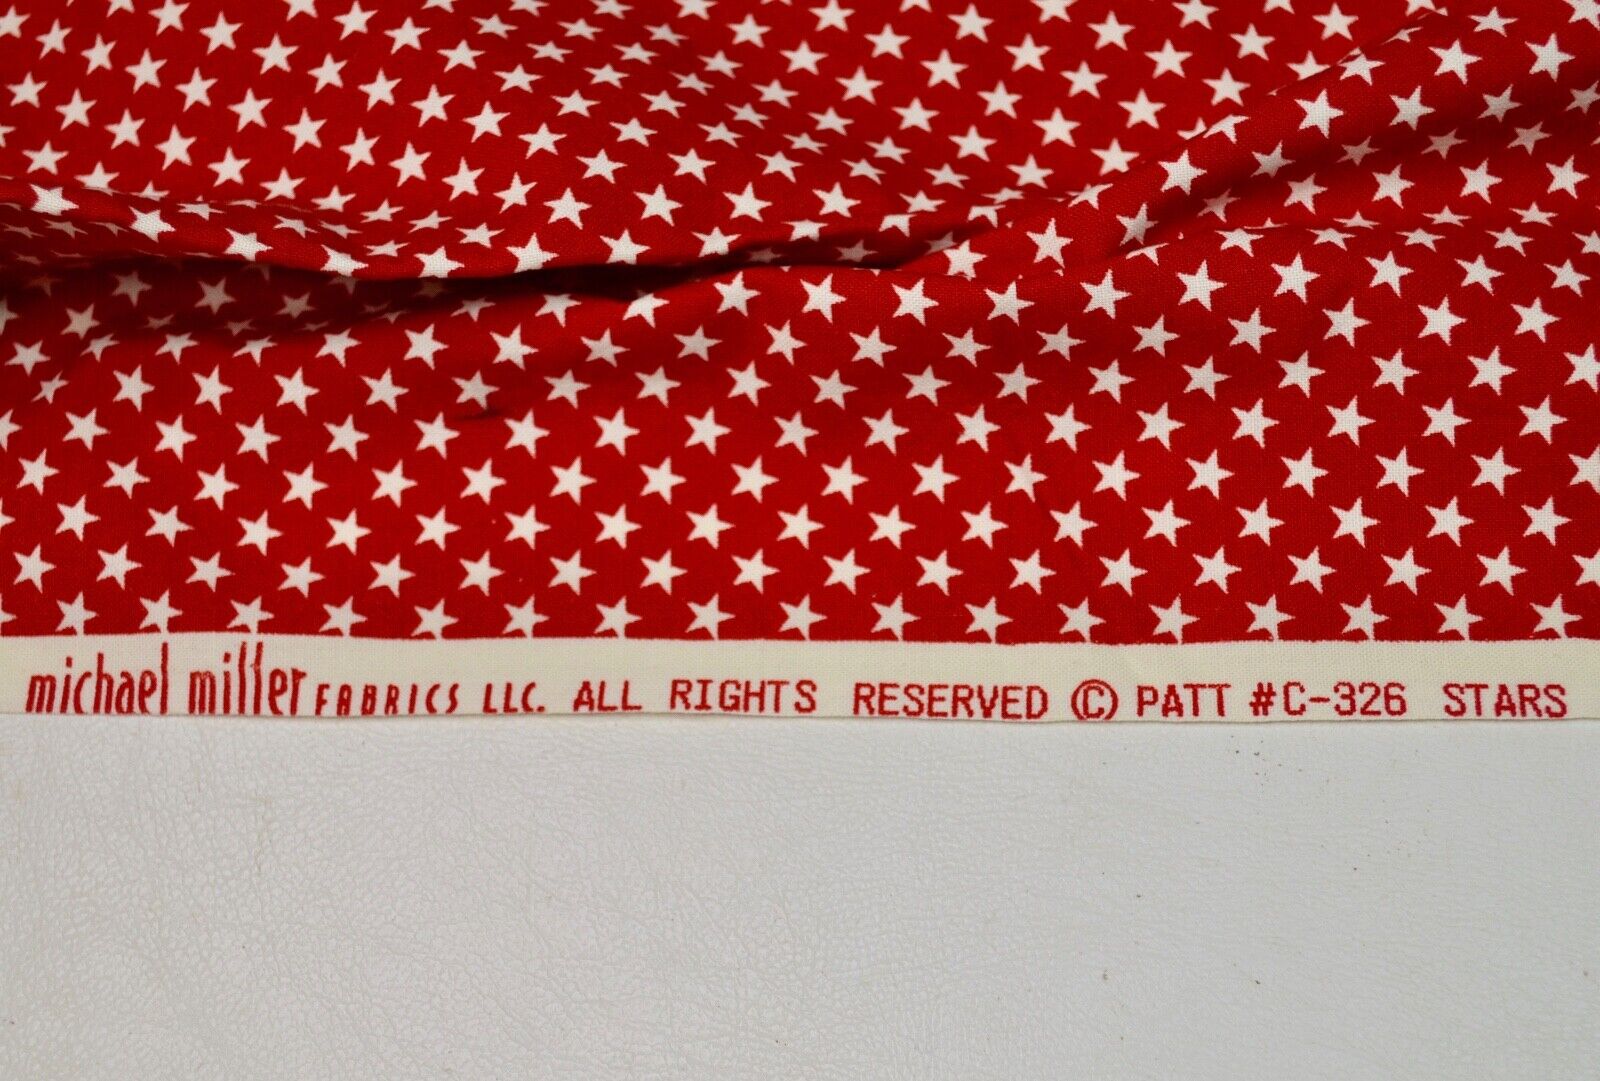 michael miller FABRICS LLC. ALL RIGHTS RESERVED © PATT #C-326 STARS